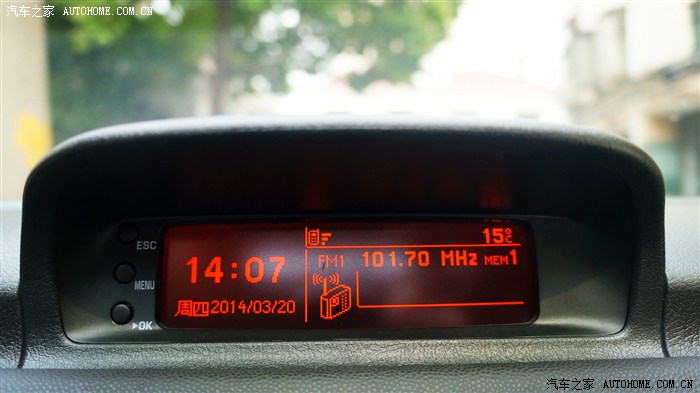 汽车之家 AUTOHOME.COM.CN
15°C
FM1 101.70 MHz MEM1
14:07
周四2014/03/20
ESC
MENU
▶OK
汽车之家 AUTOHOME.COM.CN